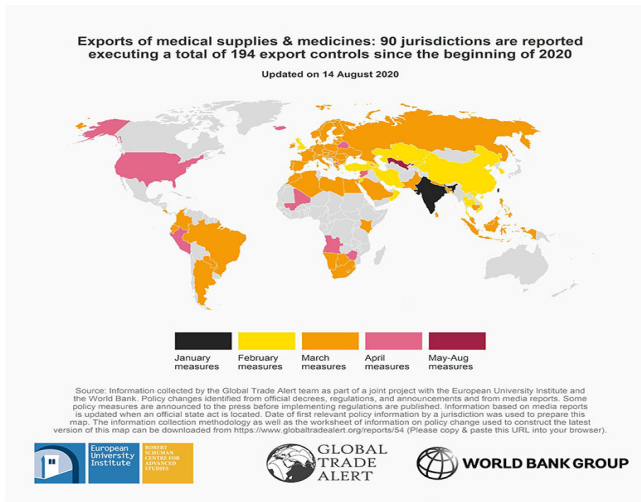 Exports of medical supplies & medicines: 90 jurisdictions are reported
executing a total of 194 export controls since the beginning of 2020
Updated on 14 August 2020
January
measures
February
measures
March
measures
April
measures
May-Aug
measures
Source: Information collected by the Global Trade Alert team as part of a joint project with the European University Institute and
the World Bank. Policy changes identified from official decrees, regulations, and announcements and from media reports. Some
policy measures are announced to the press before implementing regulations are published. Information based on media reports
is updated when an official state act is located. Date of first relevant policy information by a jurisdiction was used to prepare this
map. The information collection methodology as well as the worksheet of information on policy change used to construct the latest
version of this map can be downloaded from https://www.globaltradealert.org/reports/54 (Please copy & paste this URL into your browser).
European
University
Institute
ROBERT
SCHUMAN
CENTRE FOR
ADVANCED
STUDIES
GLOBAL
TRADE
ALERT
WORLD BANK GROUP